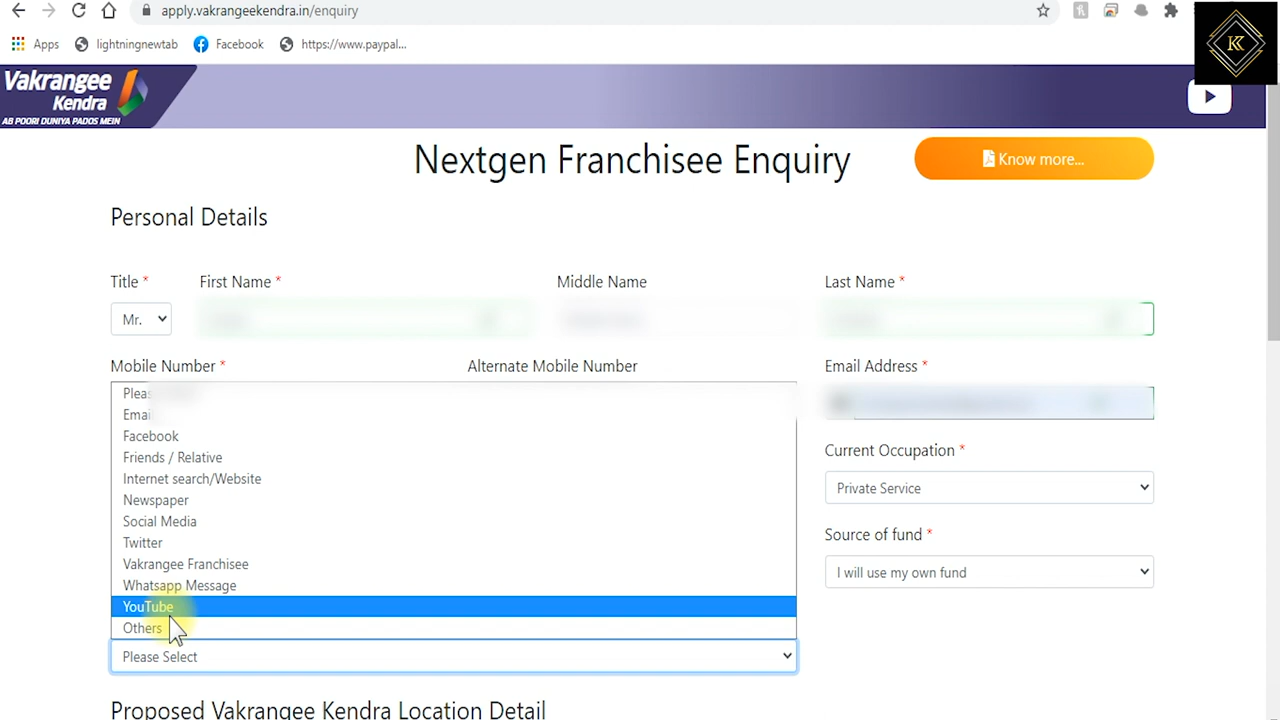 apply.vakrangeekendra.in/enquiry
Apps lightningnewtab Facebook https://www.paypal...
KK
Vakrangee
Kendra
AB POORI DUNIYA PADOS MEIN
Nextgen Franchisee Enquiry
Know more...
Personal Details
Title * First Name * Middle Name Last Name *
Mr.
Mobile Number * Alternate Mobile Number Email Address *
Plea
Emai
Facebook
Current Occupation *
Friends / Relative
Internet search/Website
Private Service
Newspaper
Social Media
Source of fund *
Twitter
Vakrangee Franchisee
I will use my own fund
Whatsapp Message
YouTube
Others
Please Select
Proposed Vakrangee Kendra Location Detail